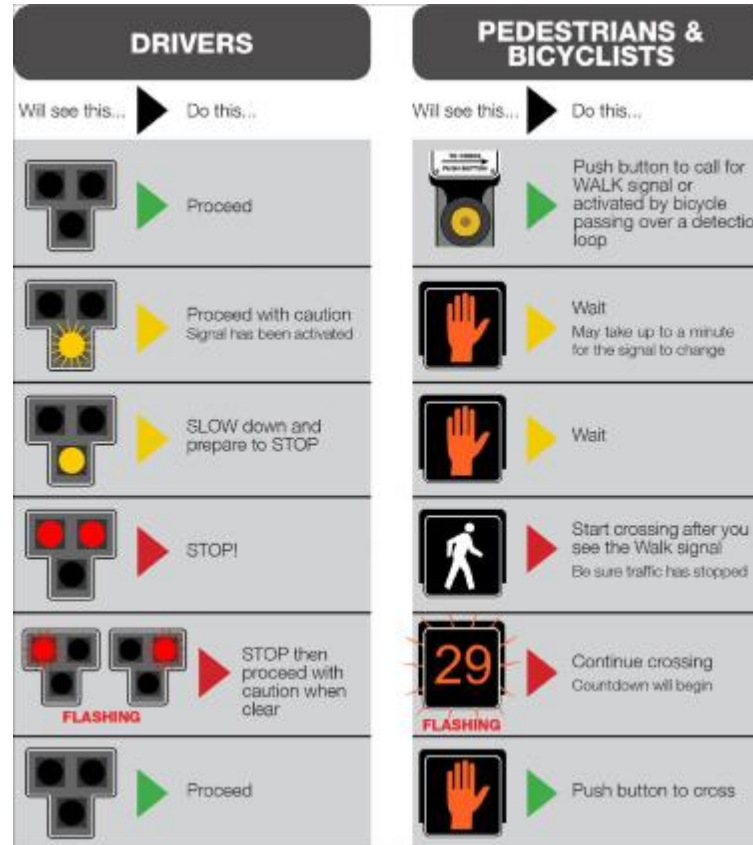 DRIVERS
Will see this...
Do this...
Proceed
Proceed with caution
Signal has been activated
SLOW down and
prepare to STOP
STOP!
STOP then
proceed with
caution when
clear
FLASHING
Proceed
PEDESTRIANS &
BICYCLISTS
Will see this...
Do this...
PUSH BUTTON
Push button to call for
WALK signal or
activated by bicycle
passing over a detectio
loop
Wait
May take up to a minute
for the signal to change
Wait
Start crossing after you
see the Walk signal
Be sure traffic has stopped
29
FLASHING
Continue crossing
Countdown will begin
Push button to cross